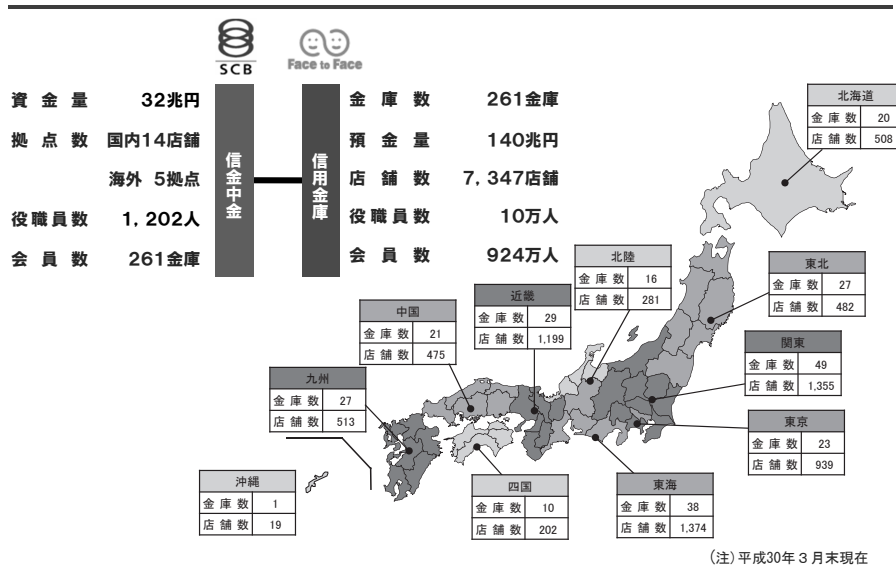 SCB
Face to Face
資金量 32兆円
拠点数 国内14店舗
海外 5拠点
役職員数 1,202人
会員数 261金庫
信金中金
信用金庫
金庫数 261金庫
預金量 140兆円
店舗数 7,347店舗
役職員数 10万人
会員数 924万人
北海道
金庫数 20
店舗数 508
北陸
金庫数 16
店舗数 281
東北
金庫数 27
店舗数 482
近畿
金庫数 29
店舗数 1,199
中国
金庫数 21
店舗数 475
関東
金庫数 49
店舗数 1,355
九州
金庫数 27
店舗数 513
東京
金庫数 23
店舗数 939
沖縄
金庫数 1
店舗数 19
四国
金庫数 10
店舗数 202
東海
金庫数 38
店舗数 1,374
(注)平成30年3月末現在